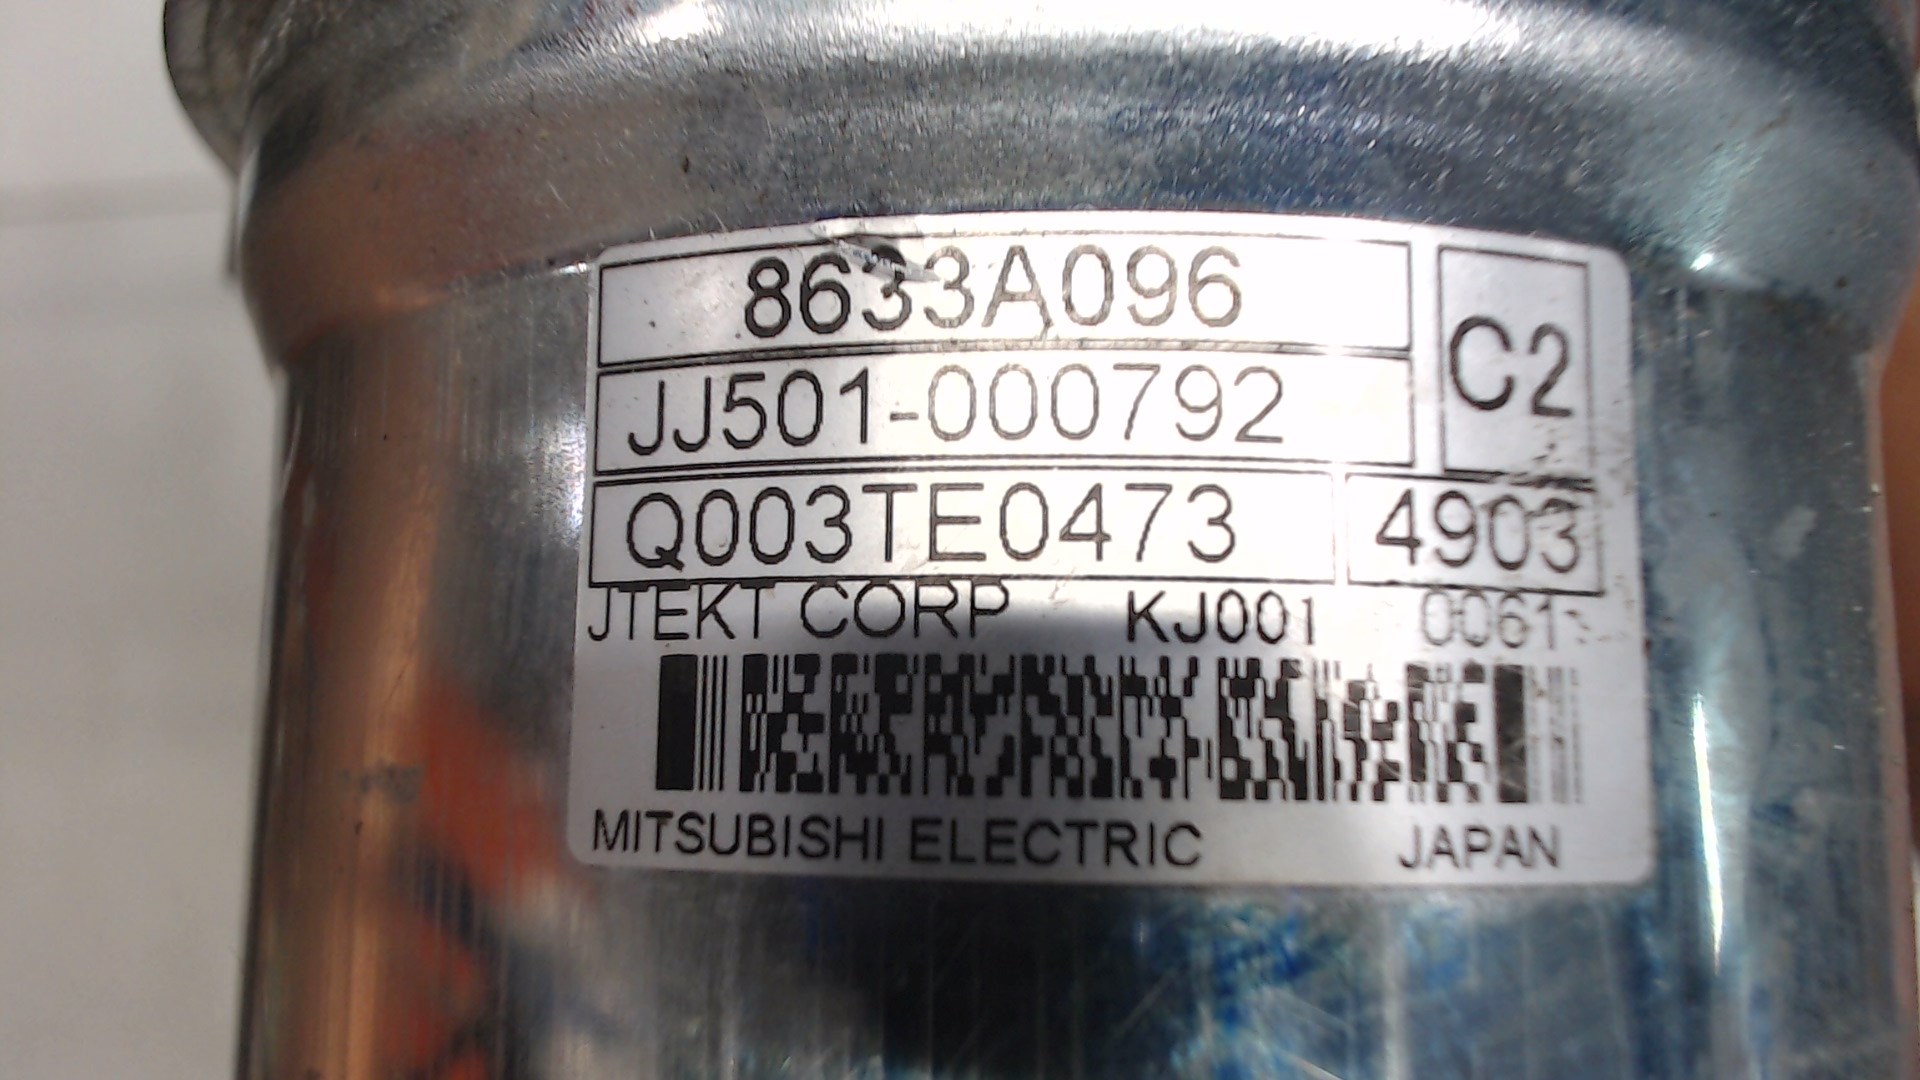 8633A096
C2
JJ501-000792
Q003TE0473 4903
JTEKT CORP KJ001 0061
MITSUBISHI ELECTRIC JAPAN